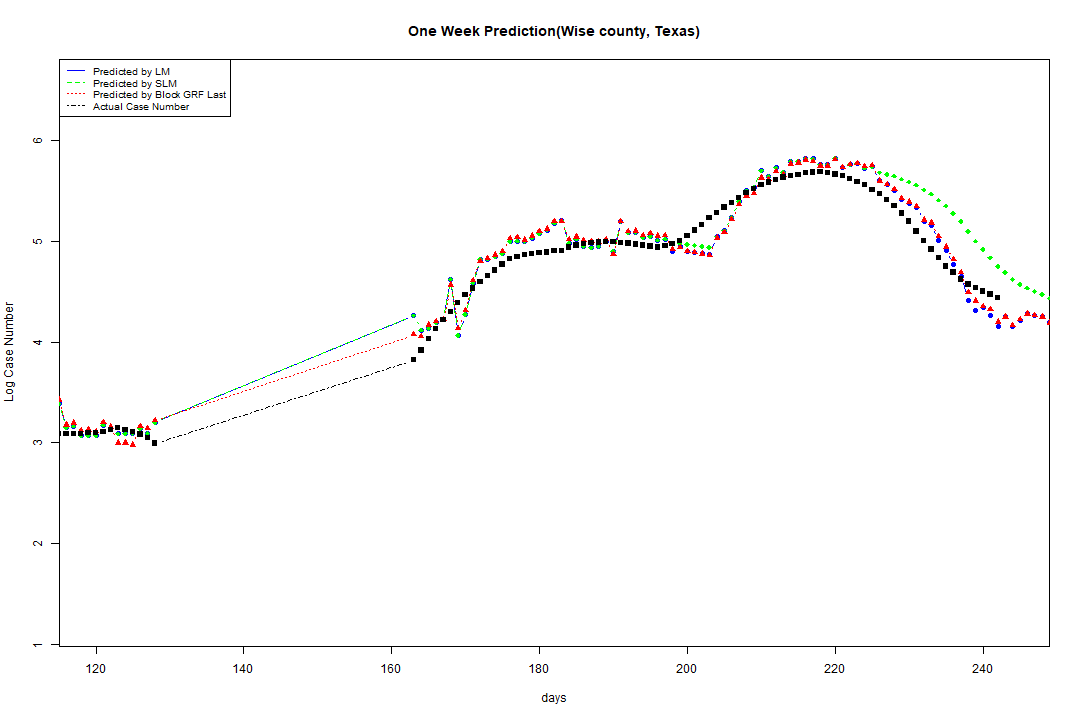 One Week Prediction(Wise county, Texas)
Predicted by LM
Predicted by SLM
Predicted by Block GRF Last
Actual Case Number
6
5
4
3
2
1
Log Case Number
120 140 160 180 200 220 240
days